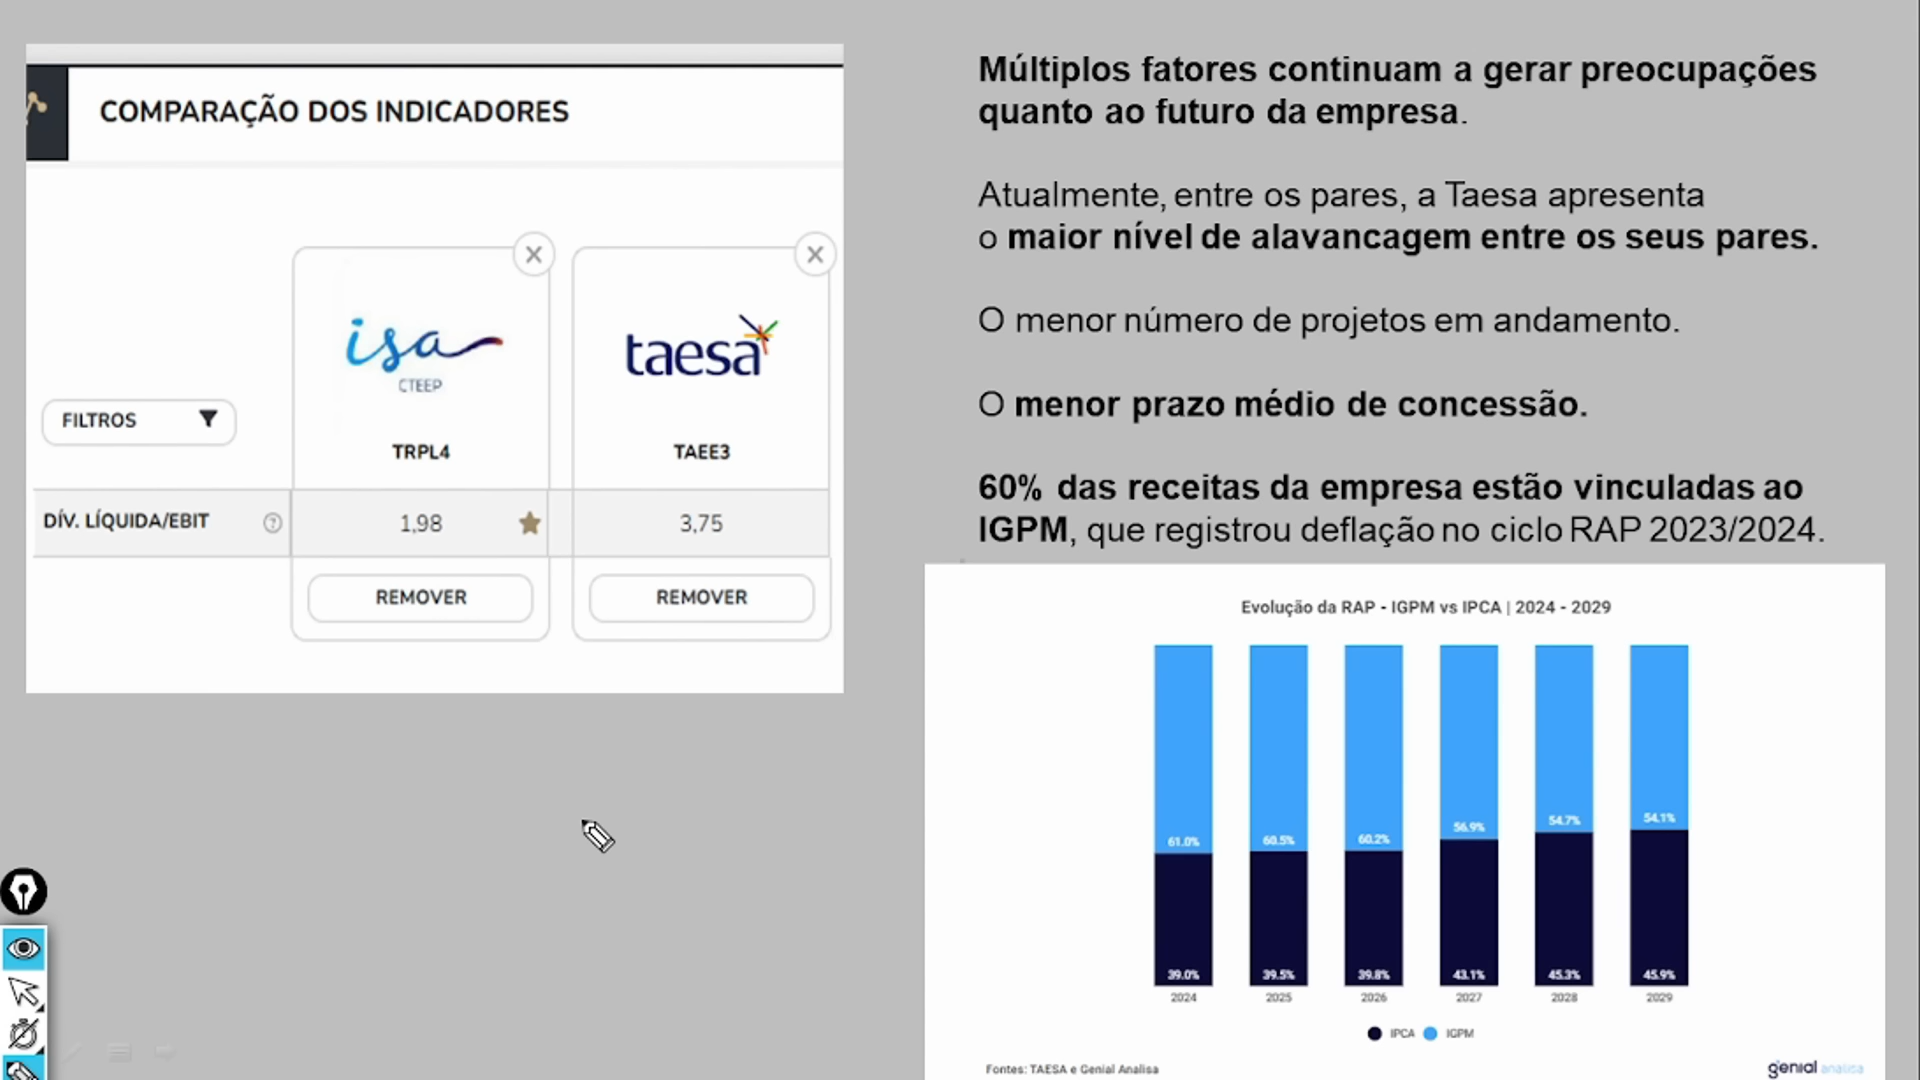 COMPARAÇÃO DOS INDICADORES
isa
CTEEP
taesa
FILTROS
TRPL4
TAEE3
DÍV. LÍQUIDA/EBIT
?
1,98
3,75
REMOVER
REMOVER
Múltiplos fatores continuam a gerar preocupações
quanto ao futuro da empresa.
Atualmente, entre os pares, a Taesa apresenta
o maior nível de alavancagem entre os seus pares.
O menor número de projetos em andamento.
O menor prazo médio de concessão.
60% das receitas da empresa estão vinculadas ao
IGPM, que registrou deflação no ciclo RAP 2023/2024.
Evolução da RAP - IGPM vs IPCA | 2024 - 2029
61.0% 60.5% 60.2% 56.9% 54.7% 54.1%
39.0% 39.5% 39.8% 43.1% 45.3% 45.9%
2024 2025 2026 2027 2028 2029
IPCA IGPM
Fontes: TAESA e Genial Analisa
genial analisa